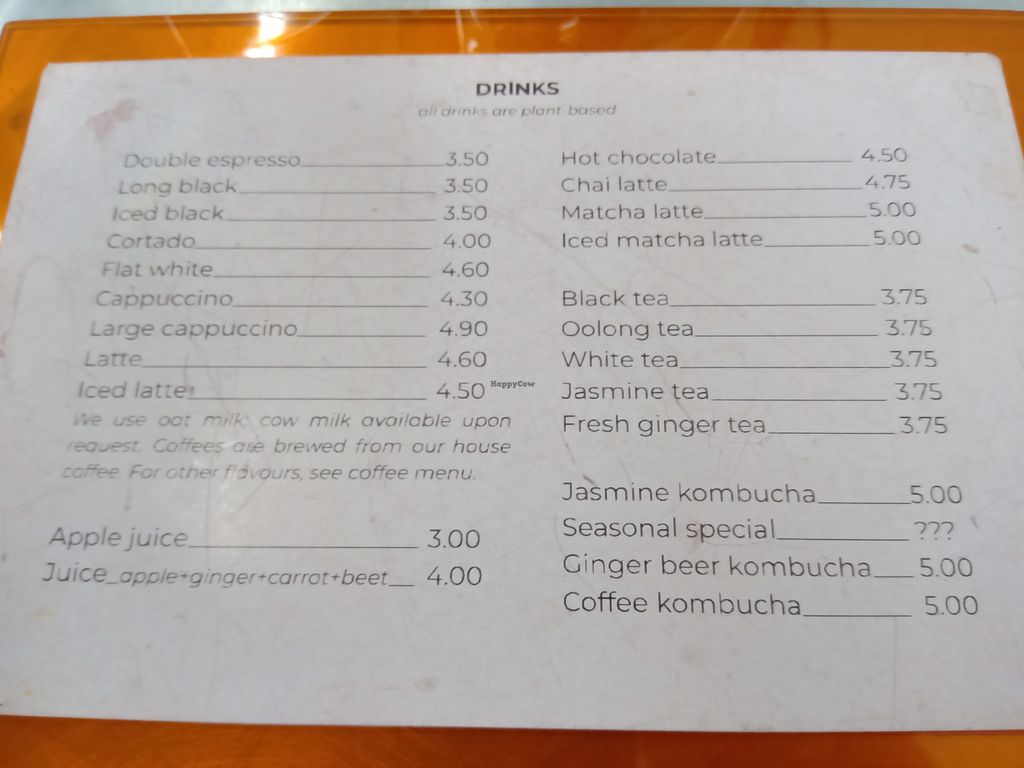 DRINKS
all drinks are plant based
Double espresso 3.50
Long black 3.50
Iced black 3.50
Cortado 4.00
Flat white 4.60
Cappuccino 4.30
Large cappuccino 4.90
Latte 4.60
Iced latte 4.50
We use oat milk; cow milk available upon
request. Coffees are brewed from our house
coffee. For other flavours, see coffee menu.
Apple juice 3.00
Juice_apple+ginger+carrot+beet 4.00
Hot chocolate 4.50
Chai latte 4.75
Matcha latte 5.00
Iced matcha latte 5.00
Black tea 3.75
Oolong tea 3.75
White tea 3.75
Jasmine tea 3.75
Fresh ginger tea 3.75
Jasmine kombucha 5.00
Seasonal special ???
Ginger beer kombucha 5.00
Coffee kombucha 5.00
HappyCow